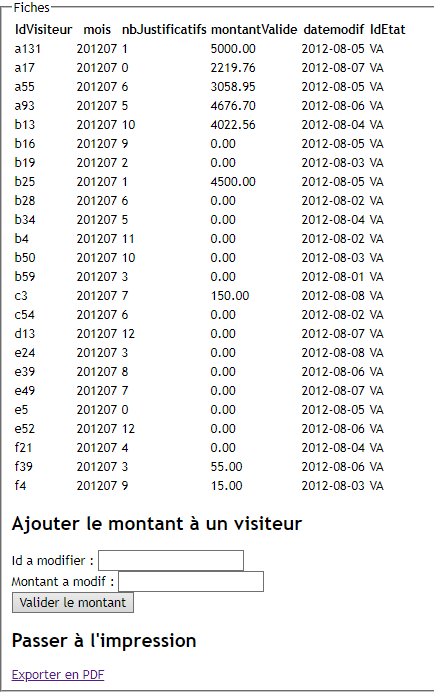 Fiches
IdVisiteur mois nbJustificatifs montantValide datemodif IdEtat
a131 201207 1 5000.00 2012-08-05 VA
a17 201207 0 2219.76 2012-08-07 VA
a55 201207 6 3058.95 2012-08-05 VA
a93 201207 5 4676.70 2012-08-06 VA
b13 201207 10 4022.56 2012-08-04 VA
b16 201207 9 0.00 2012-08-05 VA
b19 201207 2 0.00 2012-08-03 VA
b25 201207 1 4500.00 2012-08-05 VA
b28 201207 6 0.00 2012-08-02 VA
b34 201207 5 0.00 2012-08-04 VA
b4 201207 11 0.00 2012-08-02 VA
b50 201207 10 0.00 2012-08-03 VA
b59 201207 3 0.00 2012-08-01 VA
c3 201207 7 150.00 2012-08-08 VA
c54 201207 6 0.00 2012-08-02 VA
d13 201207 12 0.00 2012-08-07 VA
e24 201207 3 0.00 2012-08-08 VA
e39 201207 8 0.00 2012-08-06 VA
e49 201207 7 0.00 2012-08-07 VA
e5 201207 0 0.00 2012-08-05 VA
e52 201207 12 0.00 2012-08-06 VA
f21 201207 4 0.00 2012-08-04 VA
f39 201207 3 55.00 2012-08-06 VA
f4 201207 9 15.00 2012-08-03 VA
Ajouter le montant à un visiteur
Id a modifier :
Montant a modif :
Valider le montant
Passer à l'impression
Exporter en PDF